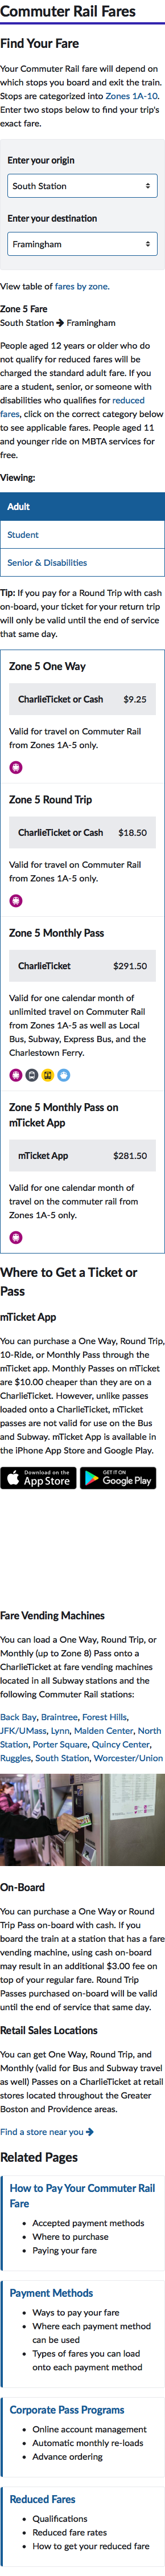 Commuter Rail Fares
Find Your Fare
Your Commuter Rail fare will depend on
which stops you board and exit the train.
Stops are categorized into Zones 1A-10.
Enter two stops below to find your trip's
exact fare.
Enter your origin
South Station
Enter your destination
Framingham
View table of fares by zone.
Zone 5 Fare
South Station → Framingham
People aged 12 years or older who do
not qualify for reduced fares will be
charged the standard adult fare. If you
are a student, senior, or someone with
disabilities who qualifies for reduced
fares, click on the correct category below
to see applicable fares. People aged 11
and younger ride on MBTA services for
free.
Viewing:
Adult
Student
Senior & Disabilities
Tip: If you pay for a Round Trip with cash
on-board, your ticket for your return trip
will only be valid until the end of service
that same day.
Zone 5 One Way
CharlieTicket or Cash $9.25
Valid for travel on Commuter Rail
from Zones 1A-5 only.
Zone 5 Round Trip
CharlieTicket or Cash $18.50
Valid for travel on Commuter Rail
from Zones 1A-5 only.
Zone 5 Monthly Pass
CharlieTicket $291.50
Valid for one calendar month of
unlimited travel on Commuter Rail
from Zones 1A-5 as well as Local
Bus, Subway, Express Bus, and the
Charlestown Ferry.
Zone 5 Monthly Pass on
mTicket App
mTicket App $281.50
Valid for one calendar month of
travel on the commuter rail from
Zones 1A-5 only.
Where to Get a Ticket or
Pass
mTicket App
You can purchase a One Way, Round Trip,
10-Ride, or Monthly Pass through the
mTicket app. Monthly Passes on mTicket
are $10.00 cheaper than they are on a
CharlieTicket. However, unlike passes
loaded onto a CharlieTicket, mTicket
passes are not valid for use on the Bus
and Subway. mTicket App is available in
the iPhone App Store and Google Play.
Download on the
App Store
GET IT ON
Google Play
Fare Vending Machines
You can load a One Way, Round Trip, or
Monthly (up to Zone 8) Pass onto a
CharlieTicket at fare vending machines
located in all Subway stations and the
following Commuter Rail stations:
Back Bay, Braintree, Forest Hills,
JFK/UMass, Lynn, Malden Center, North
Station, Porter Square, Quincy Center,
Ruggles, South Station, Worcester/Union
On-Board
You can purchase a One Way or Round
Trip Pass on-board with cash. If you
board the train at a station that has a fare
vending machine, using cash on-board
may result in an additional $3.00 fee on
top of your regular fare. Round Trip
Passes purchased on-board will be valid
until the end of service that same day.
Retail Sales Locations
You can get One Way, Round Trip, and
Monthly (valid for Bus and Subway travel
as well) Passes on a CharlieTicket at retail
stores located throughout the Greater
Boston and Providence areas.
Find a store near you →
Related Pages
How to Pay Your Commuter Rail
Fare
• Accepted payment methods
• Where to purchase
• Paying your fare
Payment Methods
• Ways to pay your fare
• Where each payment method
can be used
• Types of fares you can load
onto each payment method
Corporate Pass Programs
• Online account management
• Automatic monthly re-loads
• Advance ordering
Reduced Fares
• Qualifications
• Reduced fare rates
• How to get your reduced fare